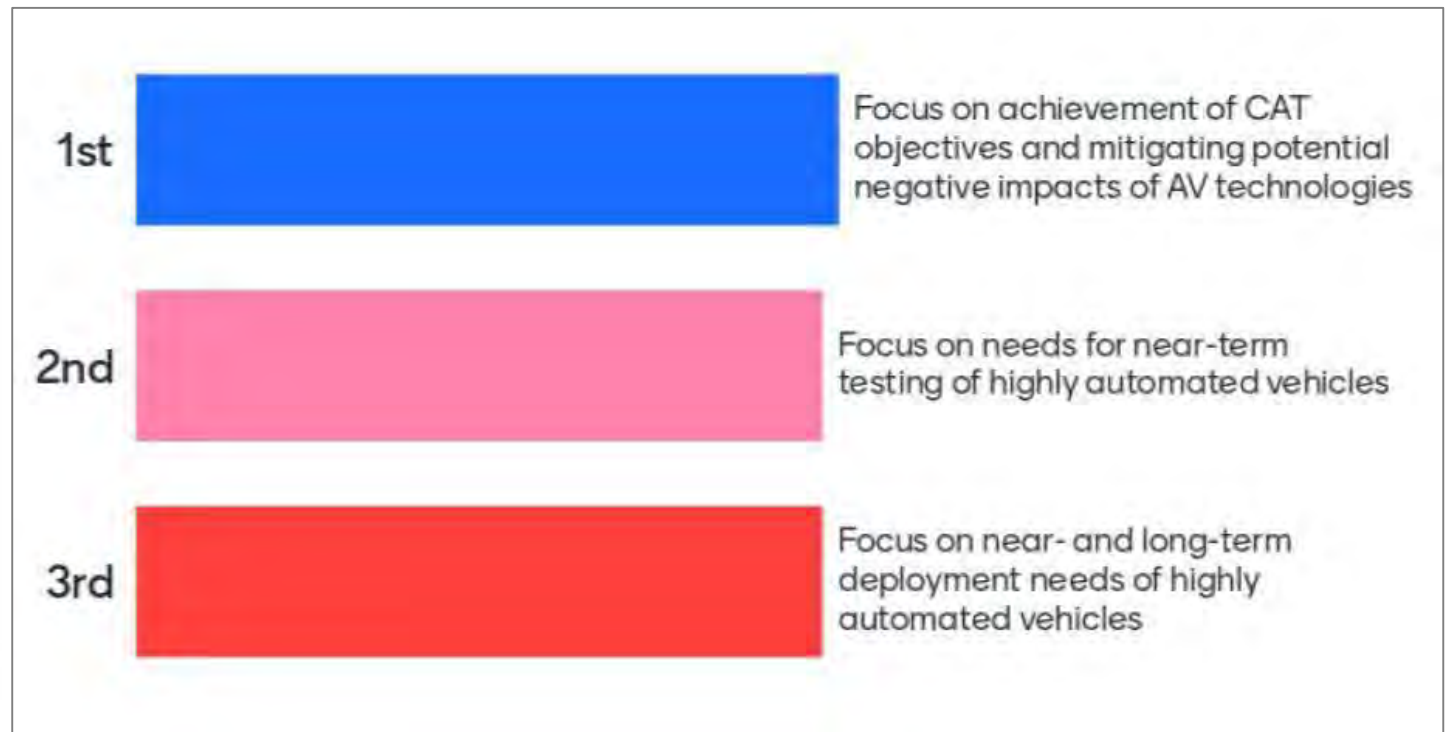 1st
Focus on achievement of CAT
objectives and mitigating potential
negative impacts of AV technologies
2nd
Focus on needs for near-term
testing of highly automated vehicles
3rd
Focus on near- and long-term
deployment needs of highly
automated vehicles